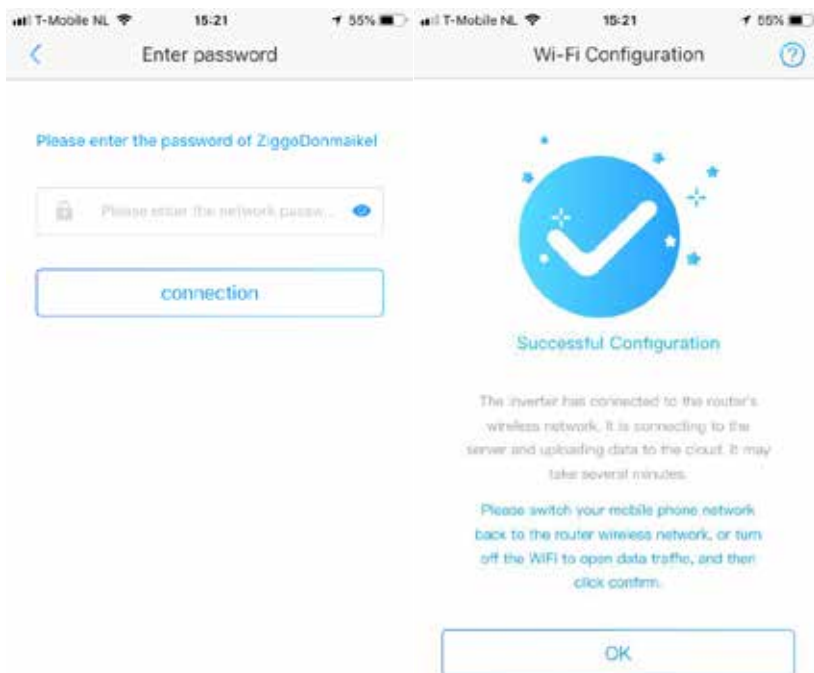 T-Mobile NL 15:21 55%
Enter password
Please enter the password of ZiggoDonmaikel
Please enter the network passw...
connection
T-Mobile NL 15:21 55%
Wi-Fi Configuration ?
Successful Configuration
The inverter has connected to the router's
wireless network. It is connecting to the
server and uploading data to the cloud. It may
take several minutes.
Please switch your mobile phone network
back to the router wireless network, or turn
off the WiFi to open data traffic, and then
click confirm.
OK